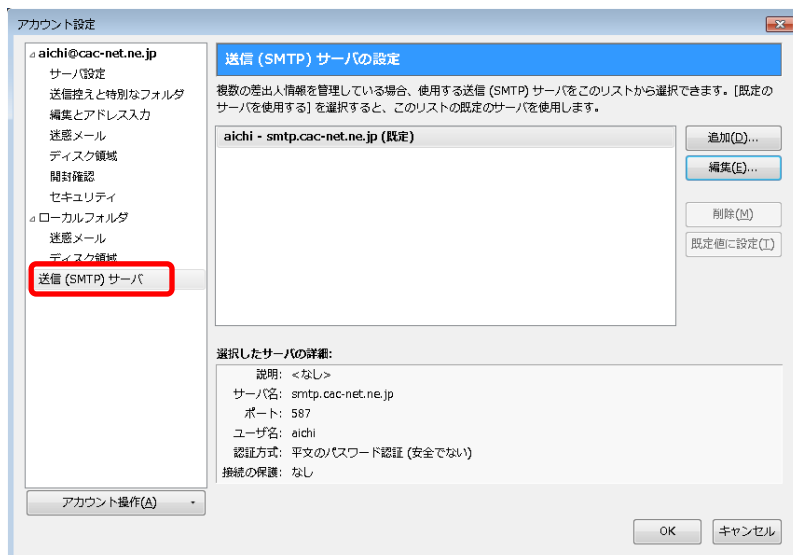 アカウント設定
aichi@cac-net.ne.jp
サーバ設定
送信控えと特別なフォルダ
編集とアドレス入力
迷惑メール
ディスク領域
開封確認
セキュリティ
ローカルフォルダ
迷惑メール
ディスク領域
送信 (SMTP) サーバ
アカウント操作(A)
送信 (SMTP) サーバの設定
複数の差出人情報を管理している場合、使用する送信 (SMTP) サーバをこのリストから選択できます。[既定の
サーバを使用する] を選択すると、このリストの既定のサーバを使用します。
aichi - smtp.cac-net.ne.jp (既定)
追加(D)...
編集(E)...
削除(M)
既定値に設定(T)
選択したサーバの詳細:
説明: <なし>
サーバ名: smtp.cac-net.ne.jp
ポート: 587
ユーザ名: aichi
認証方式: 平文のパスワード認証 (安全でない)
接続の保護: なし
OK
キャンセル